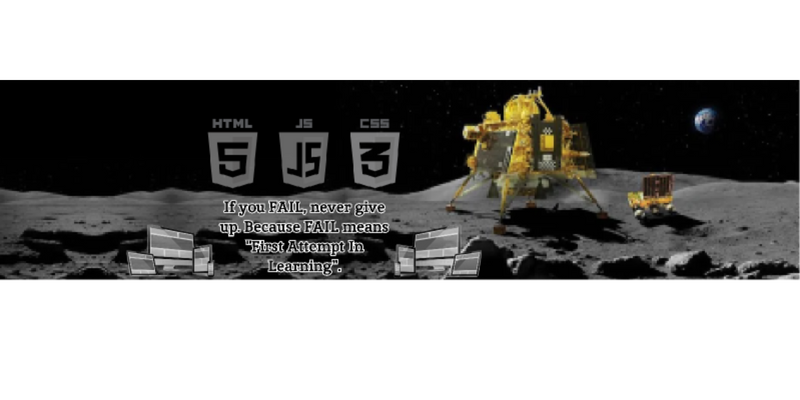 HTML JS CSS
5 JS 3
If you FAIL, never give
up. Because FAIL means
"First Attempt In
Learning".